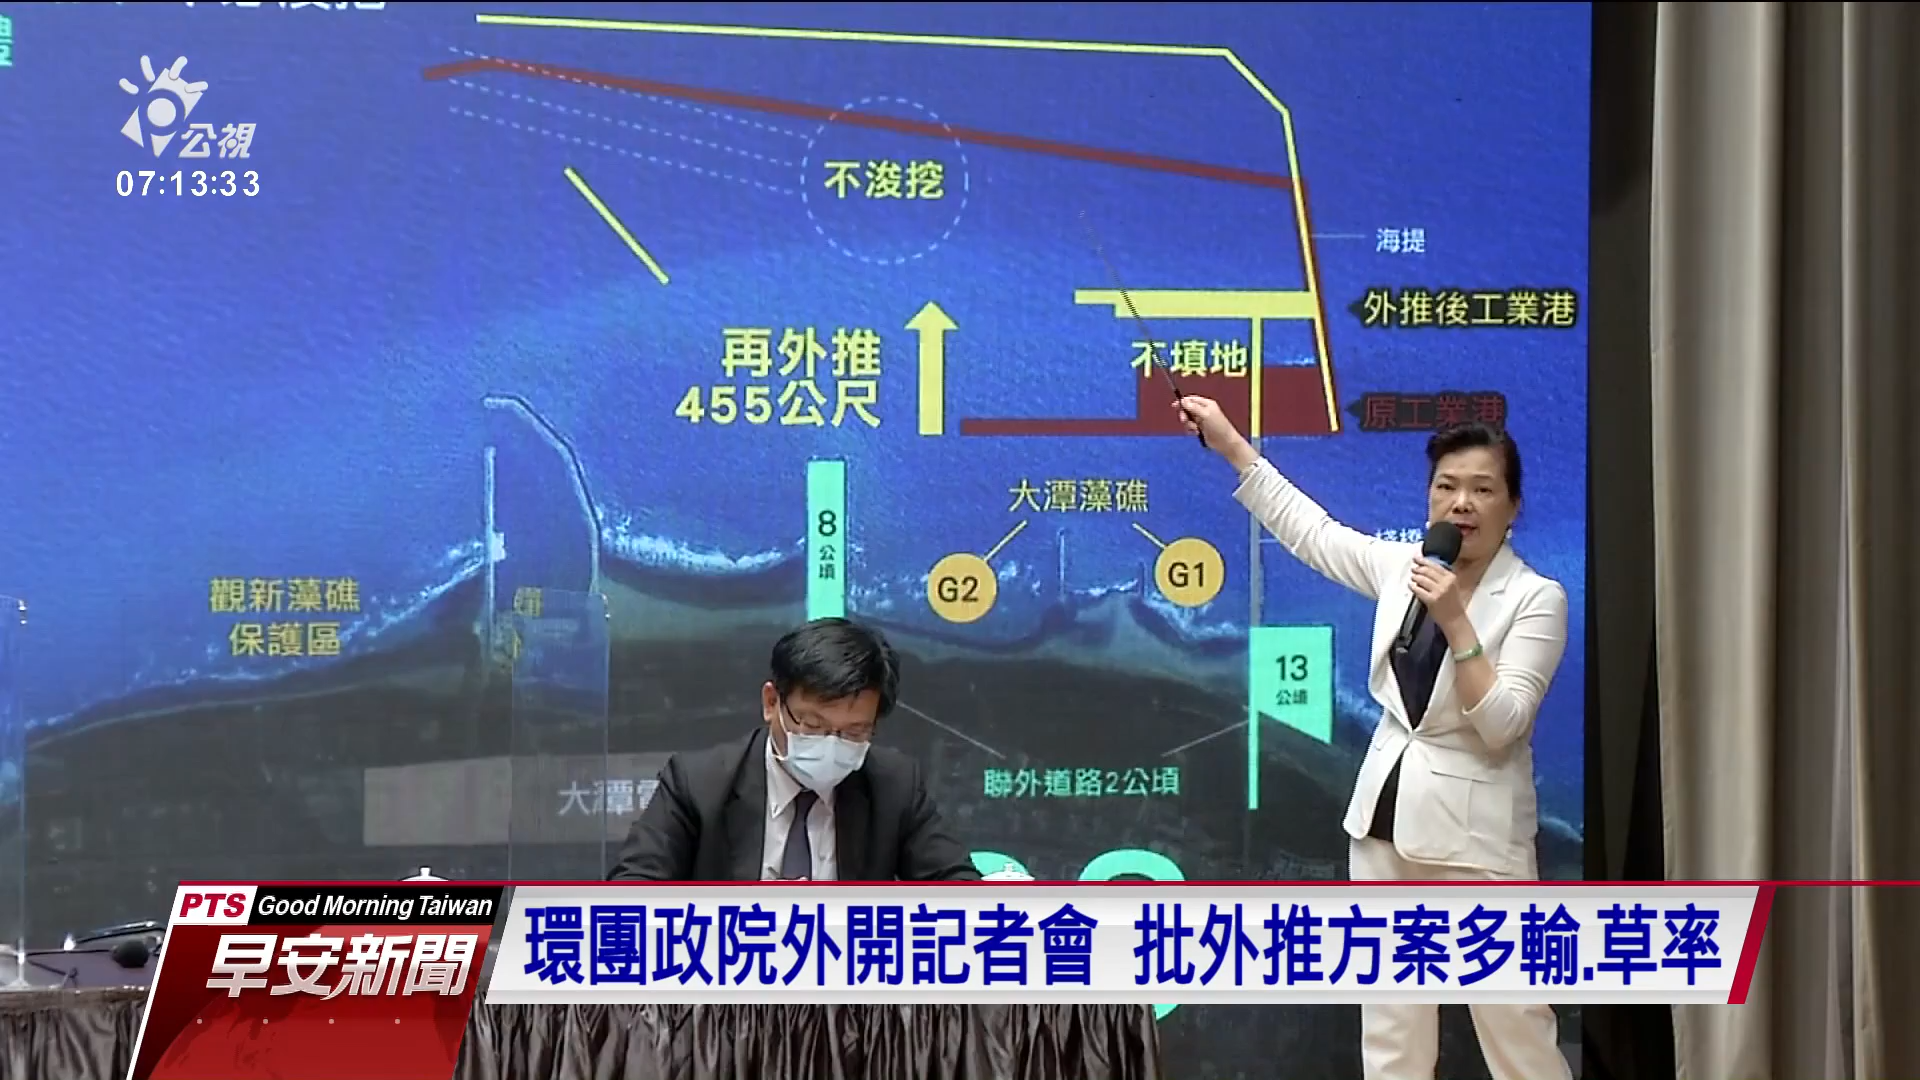 公視
07:13:33
不浚挖
海提
外推後工業港
再外推
455公尺
不填地
原工業港
大潭藻礁
8
公頃
G2
G1
觀新藻礁
保護區
13
公頃
聯外道路2公頃
大潭電
PTS Good Morning Taiwan
早安新聞
環團政院外開記者會 批外推方案多輸.草率